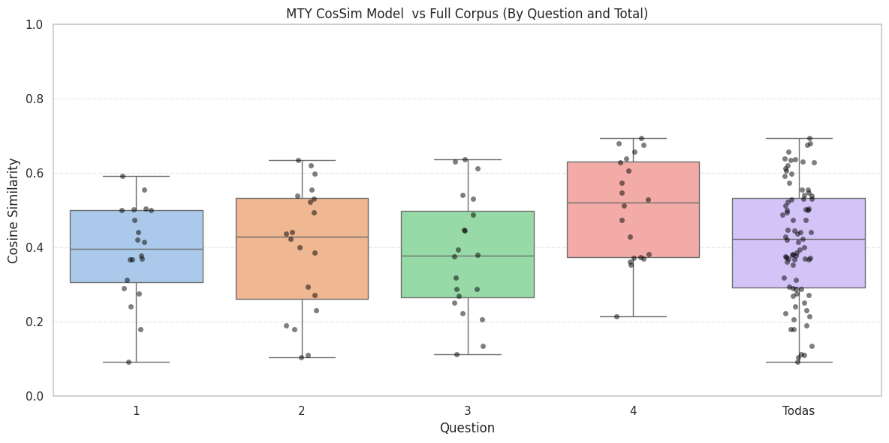 MTY CosSim Model  vs Full Corpus (By Question and Total)
Cosine Similarity
1.0
0.8
0.6
0.4
0.2
0.0
1 2 3 4 Todas
Question